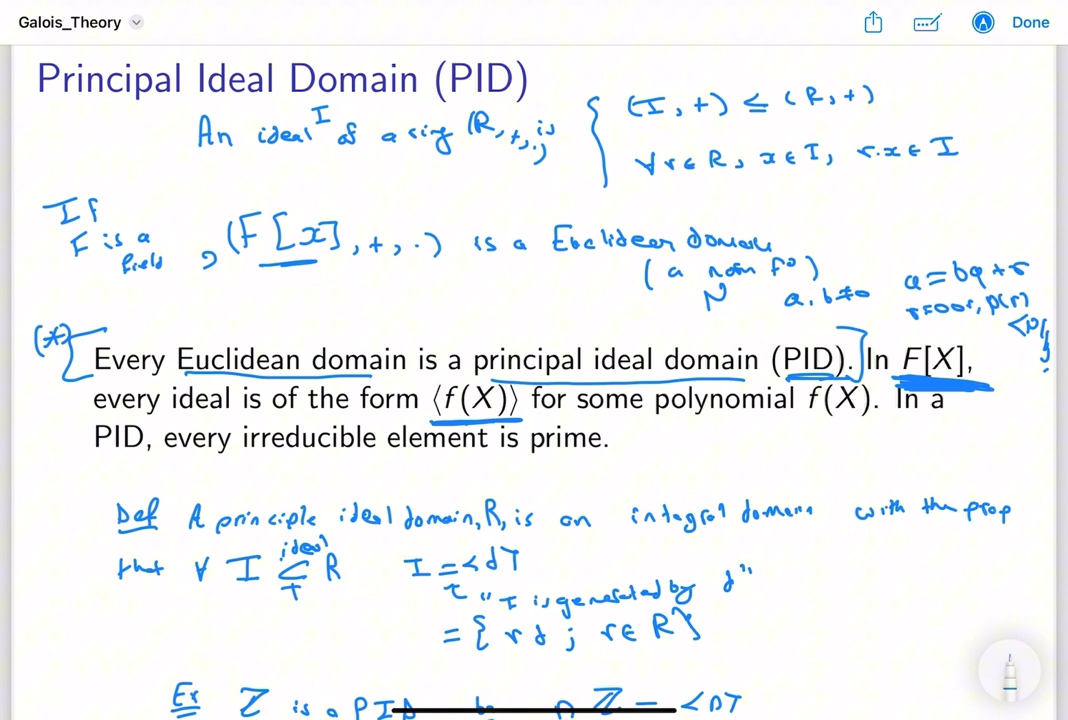 Galois_Theory
Done
Principal Ideal Domain (PID)
An ideal I of a ring (R,+,.) is
(I,+) ≤ (R,+)
∀ r ∈ R, x ∈ I, r.x ∈ I
If
F is a
field
, (F[x], +, .) is a Euclidean domain
(a norm fⁿ)
N
a, b≠0
a = bq + r
(*)
Every Euclidean domain is a principal ideal domain (PID). In F[X],
every ideal is of the form ⟨f(X)⟩ for some polynomial f(X). In a
PID, every irreducible element is prime.
Def A principle ideal domain, R, is an integral domain with the prop
that ∀ I ⊆ R I = <d>
ideal
"I is generated by d"
= { r d ; r ∈ R }
Ex Z is a PID
Z = <n>